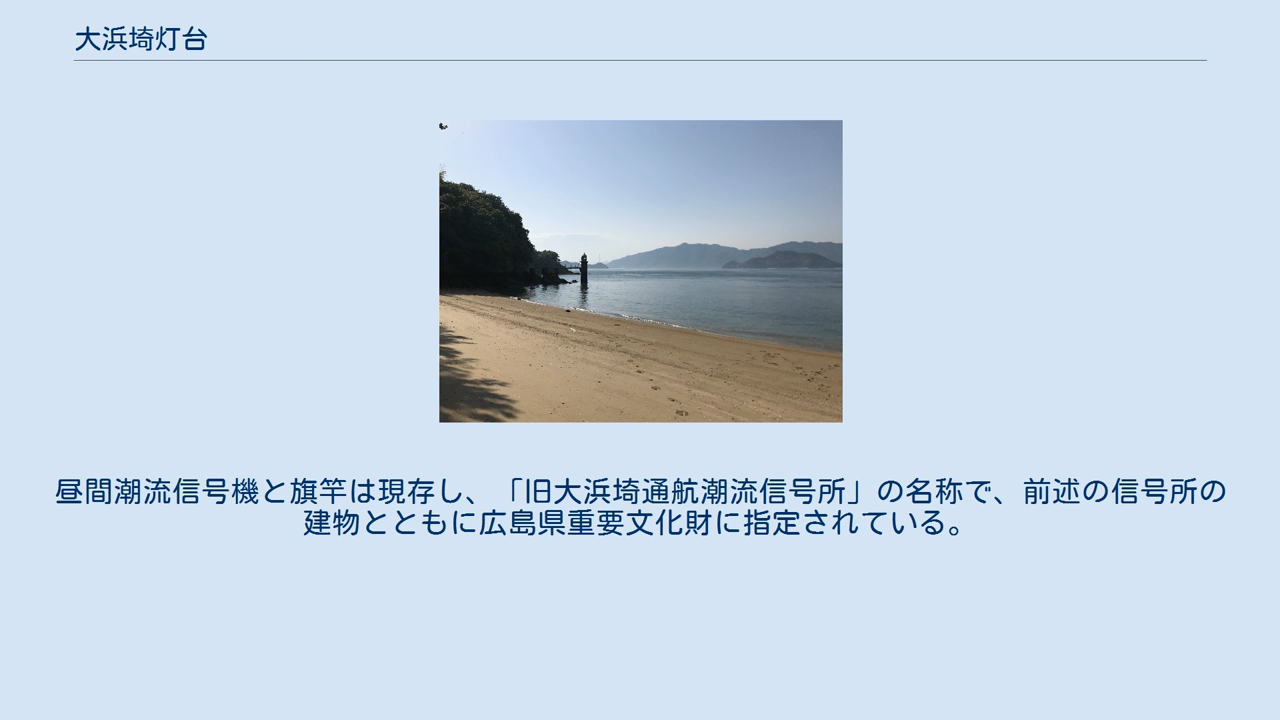 大浜埼灯台
昼間潮流信号機と旗竿は現存し、「旧大浜埼通航潮流信号所」の名称で、前述の信号所の
建物とともに広島県重要文化財に指定されている。